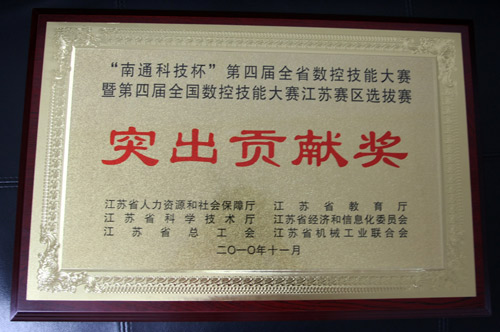 “南通科技杯”第四届全省数控技能大赛
暨第四届全国数控技能大赛江苏赛区选拔赛
突出贡献奖
江苏省人力资源和社会保障厅 江苏省教育厅
江苏省科学技术厅 江苏省经济和信息化委员会
江苏省总工会 江苏省机械工业联合会
二〇一〇年十一月